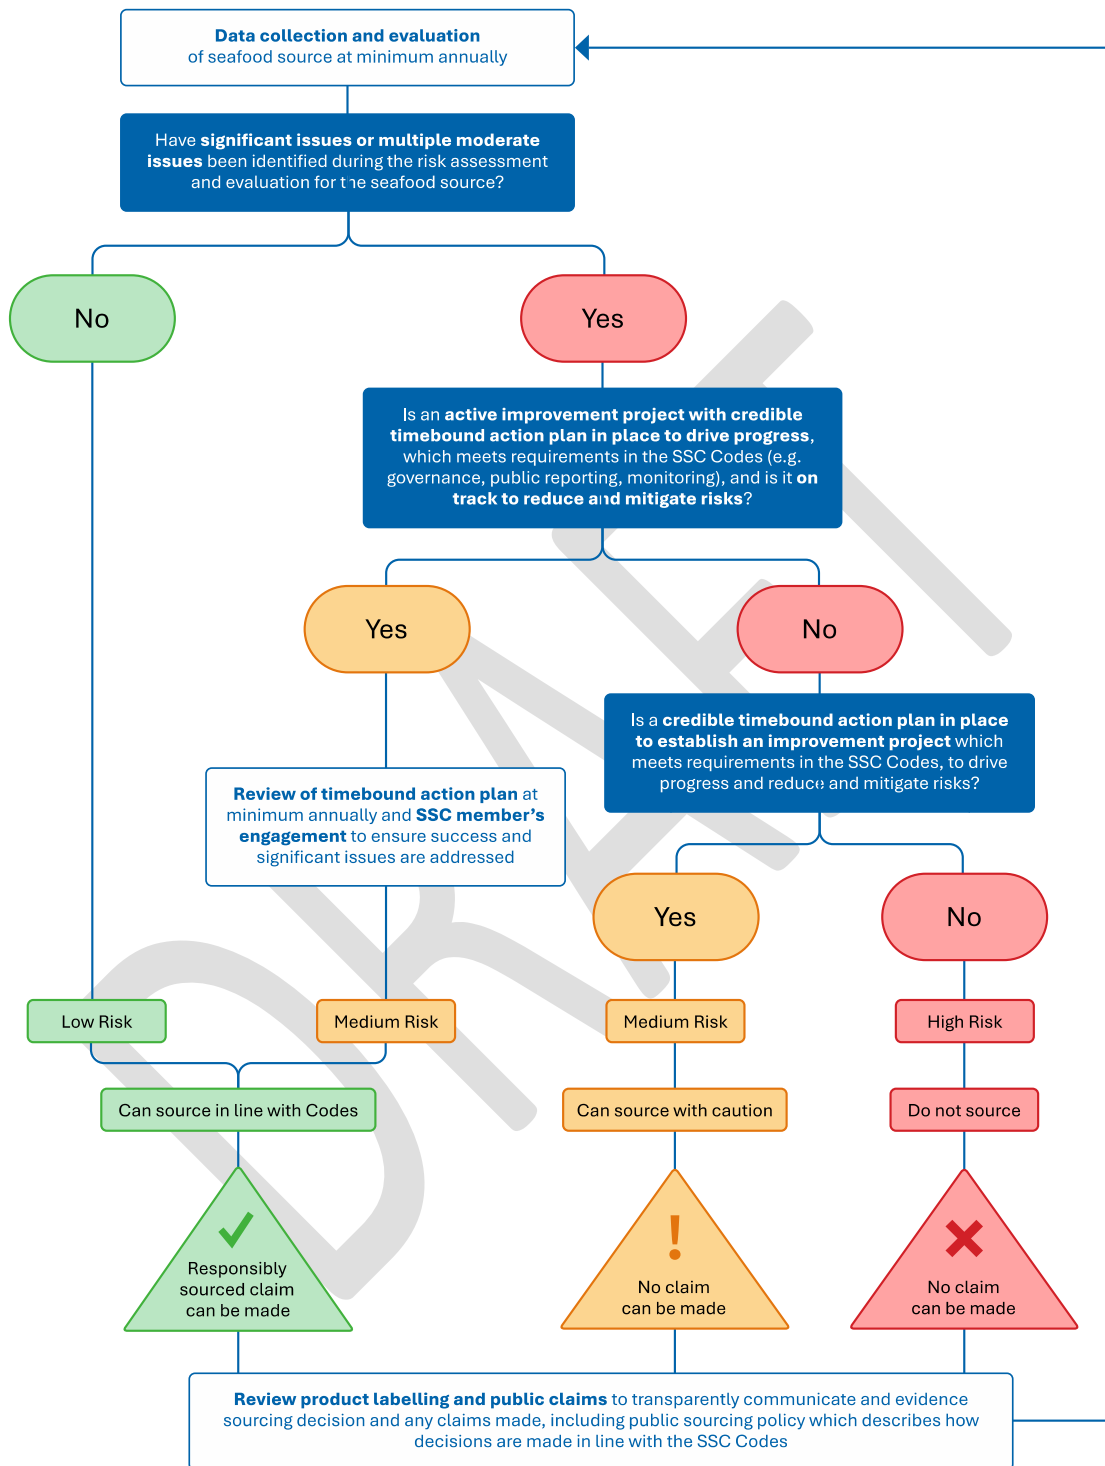 Data collection and evaluation
of seafood source at minimum annually
Have significant issues or multiple moderate
issues been identified during the risk assessment
and evaluation for the seafood source?
No
Yes
Is an active improvement project with credible
timebound action plan in place to drive progress,
which meets requirements in the SSC Codes (e.g.
governance, public reporting, monitoring), and is it on
track to reduce and mitigate risks?
Yes
No
Is a credible timebound action plan in place
to establish an improvement project which
meets requirements in the SSC Codes, to drive
progress and reduce and mitigate risks?
Review of timebound action plan at
minimum annually and SSC member’s
engagement to ensure success and
significant issues are addressed
Yes
No
Low Risk
Medium Risk
Medium Risk
High Risk
Can source in line with Codes
Can source with caution
Do not source
Responsibly
sourced claim
can be made
!
No claim
can be made
No claim
can be made
Review product labelling and public claims to transparently communicate and evidence
sourcing decision and any claims made, including public sourcing policy which describes how
decisions are made in line with the SSC Codes
DRAFT